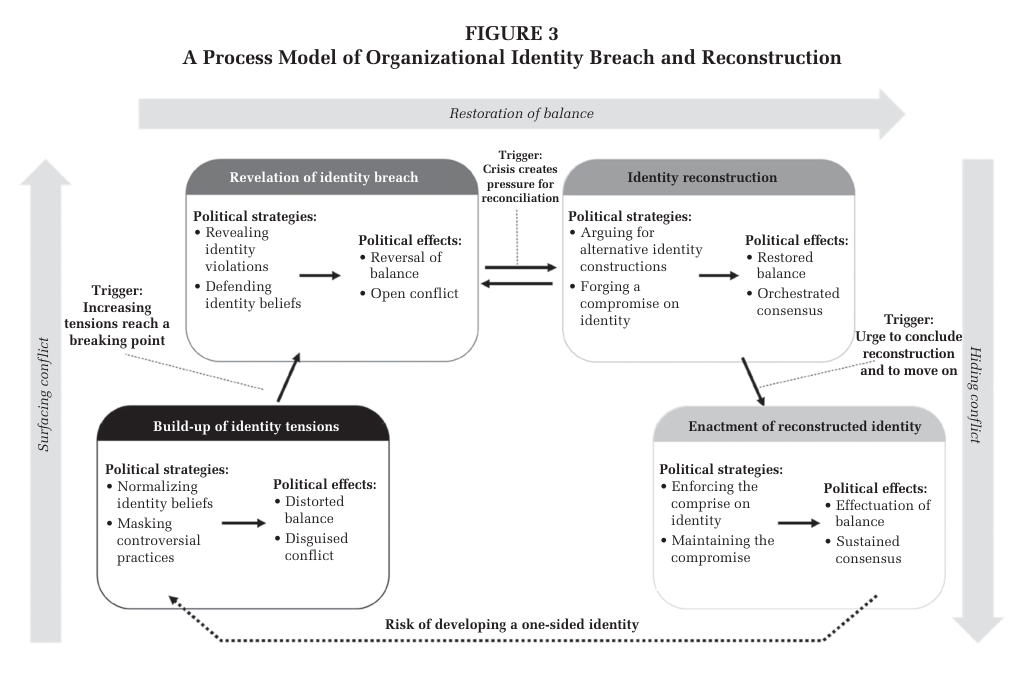 FIGURE 3
A Process Model of Organizational Identity Breach and Reconstruction
Restoration of balance
Surfacing conflict
Revelation of identity breach
Political strategies:
• Revealing
identity
violations
• Defending
identity beliefs
Political effects:
• Reversal of
balance
• Open conflict
Trigger:
Crisis creates
pressure for
reconciliation
Identity reconstruction
Political strategies:
• Arguing for
alternative identity
constructions
• Forging a
compromise on
identity
Political effects:
• Restored
balance
• Orchestrated
consensus
Trigger:
Increasing
tensions reach a
breaking point
Trigger:
Urge to conclude
reconstruction
and to move on
Hiding conflict
Build-up of identity tensions
Political strategies:
• Normalizing
identity beliefs
• Masking
controversial
practices
Political effects:
• Distorted
balance
• Disguised
conflict
Enactment of reconstructed identity
Political strategies:
• Enforcing the
comprise on
identity
• Maintaining the
compromise
Political effects:
• Effectuation of
balance
• Sustained
consensus
Risk of developing a one-sided identity